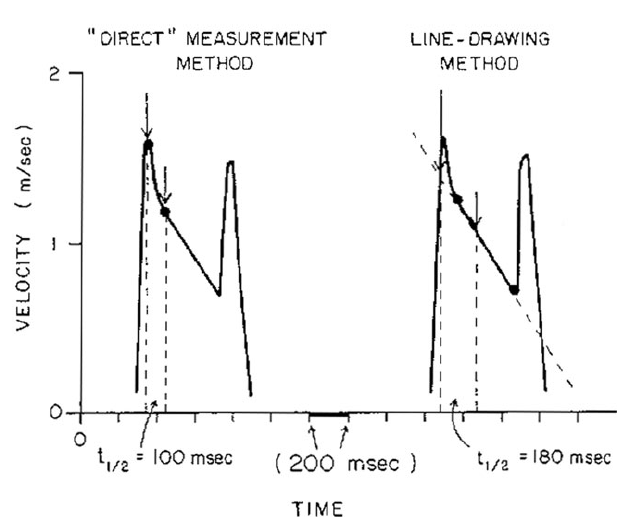 "DIRECT" MEASUREMENT
METHOD
LINE-DRAWING
METHOD
2
1
0
VELOCITY (m/sec)
0
t1/2 = 100 msec
(200 msec)
t1/2 = 180 msec
TIME